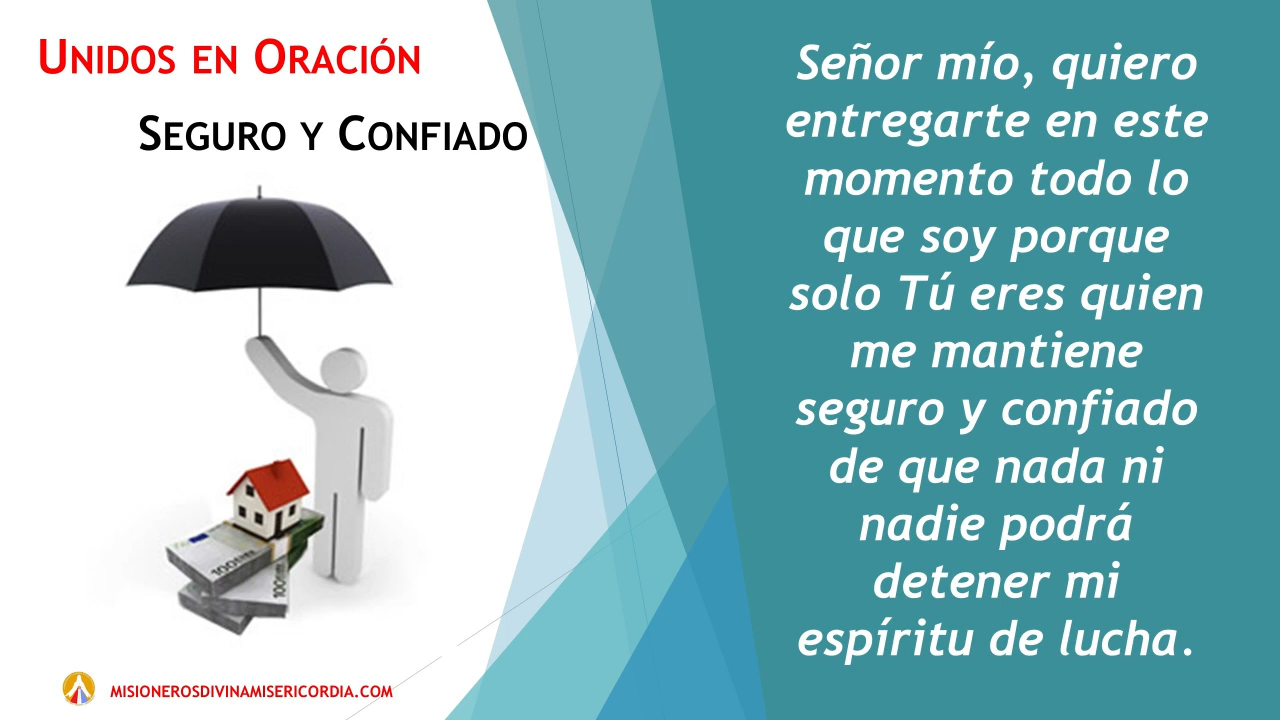 UNIDOS EN ORACIÓN
SEGURO Y CONFIADO
Señor mío, quiero
entregarte en este
momento todo lo
que soy porque
solo Tú eres quien
me mantiene
seguro y confiado
de que nada ni
nadie podrá
detener mi
espíritu de lucha.
100
100
MISIONEROSDIVINAMISERICORDIA.COM